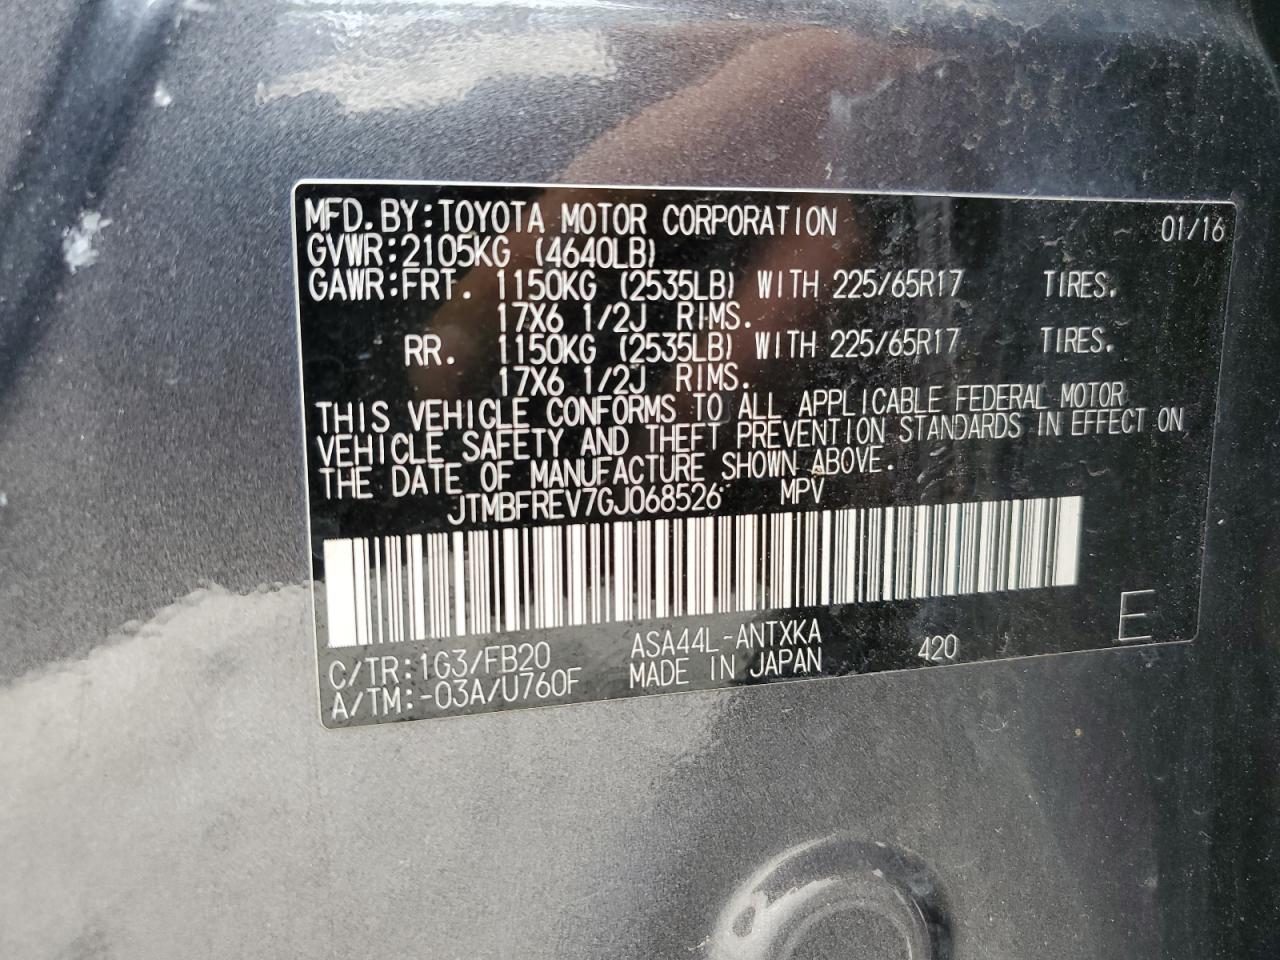 MFD.BY:TOYOTA MOTOR CORPORATION 01/16
GVWR:2105KG (4640LB)
GAWR:FRT. 1150KG (2535LB) WITH 225/65R17 TIRES.
17X6 1/2J RIMS.
RR. 1150KG (2535LB) WITH 225/65R17 TIRES.
17X6 1/2J RIMS.
THIS VEHICLE CONFORMS TO ALL APPLICABLE FEDERAL MOTOR
VEHICLE SAFETY AND THEFT PREVENTION STANDARDS IN EFFECT ON
THE DATE OF MANUFACTURE SHOWN ABOVE.
JTMBFREV7GJ068526 MPV
C/TR:1G3/FB20 ASA44L-ANTXKA 420 E
A/TM:-03A/U760F MADE IN JAPAN